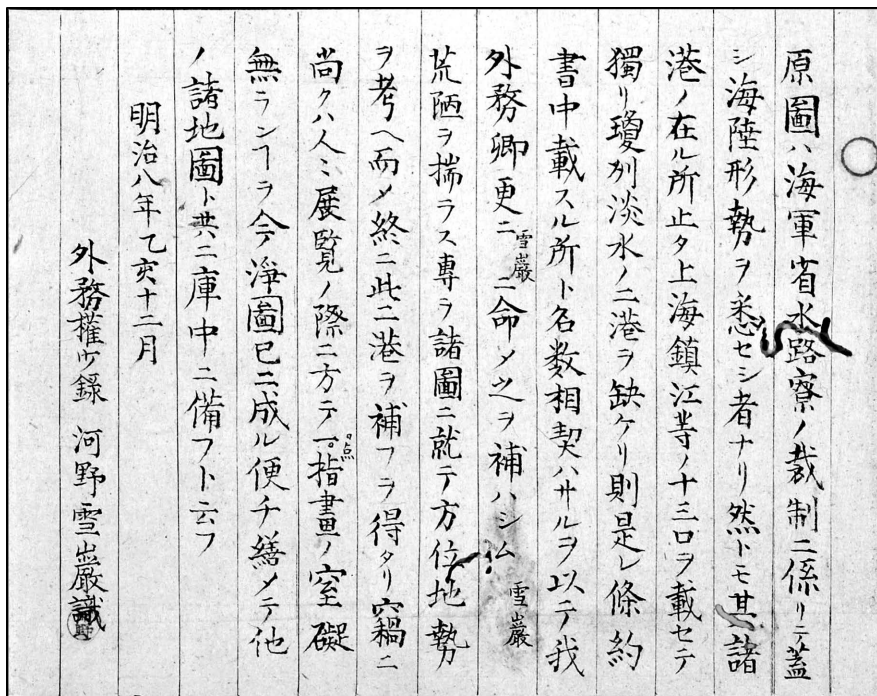 原圖ハ海軍省水路寮ノ裁制ニ係リテ蓋
シ海陸形勢ヲ悉セシ者ナリ然トモ其諸
港ノ在ル所止タ上海鎮江等ノ十三口ヲ載セテ
獨リ瓊州淡水ノ二港ヲ缺ケリ則是レ條約
書中載スル所ト名数相契ハサルヲ以テ我
外務卿更ニ雪巖ニ命メ之ヲ補ハシム雪巖
荒陋ヲ揣ラス專ラ諸圖ニ就テ方位地勢
ヲ考ヘ而メ終ニ此二港ヲ補フヲ得タリ竊ニ
尚クハ人ミ展覧ノ際ニ方テ一点指畫ノ窒礙
無ランヿヲ今淨圖已ニ成ル便チ繕メテ他
ノ諸地圖ト共ニ庫中ニ備フト云フ
明治八年乙亥十二月
外務權少録 河野雪巖識